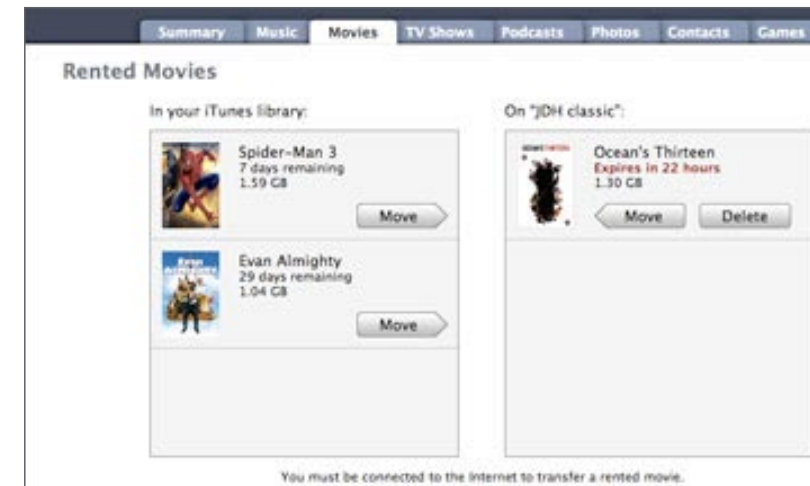 Summary Music Movies TV Shows Podcasts Photos Contacts Games
Rented Movies
In your iTunes library:
Spider-Man 3
7 days remaining
1.59 GB
Move
Evan Almighty
29 days remaining
1.04 GB
Move
On "JDH classic":
Ocean's Thirteen
Expires in 22 hours
1.30 GB
Move Delete
You must be connected to the Internet to transfer a rented movie.